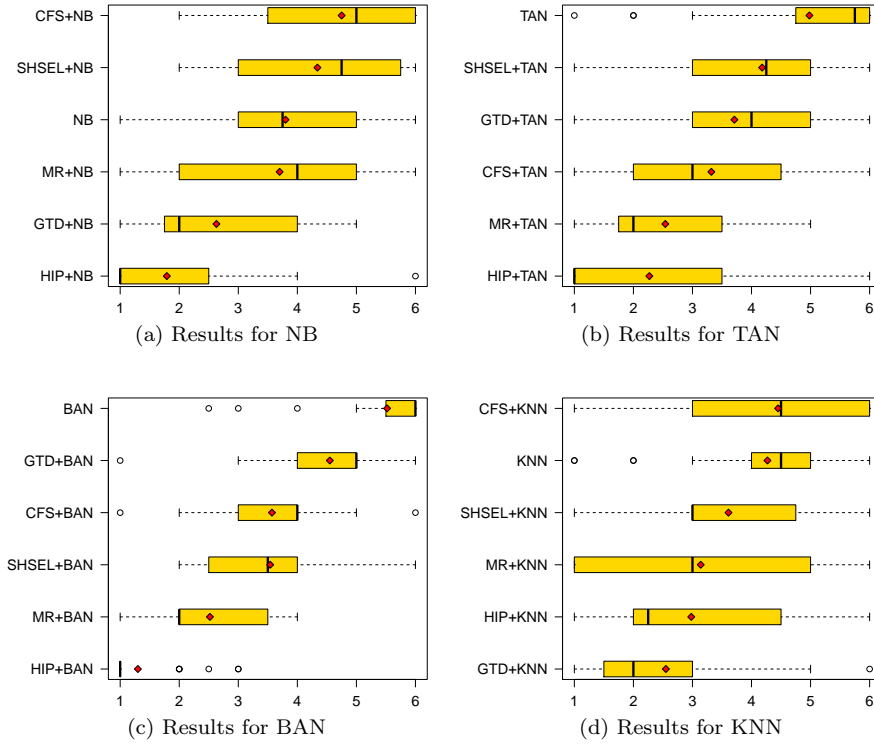 CFS+NB
SHSEL+NB
NB
MR+NB
GTD+NB
HIP+NB
1 2 3 4 5 6
(a) Results for NB
TAN
SHSEL+TAN
GTD+TAN
CFS+TAN
MR+TAN
HIP+TAN
1 2 3 4 5 6
(b) Results for TAN
BAN
GTD+BAN
CFS+BAN
SHSEL+BAN
MR+BAN
HIP+BAN
1 2 3 4 5 6
(c) Results for BAN
CFS+KNN
KNN
SHSEL+KNN
MR+KNN
HIP+KNN
GTD+KNN
1 2 3 4 5 6
(d) Results for KNN